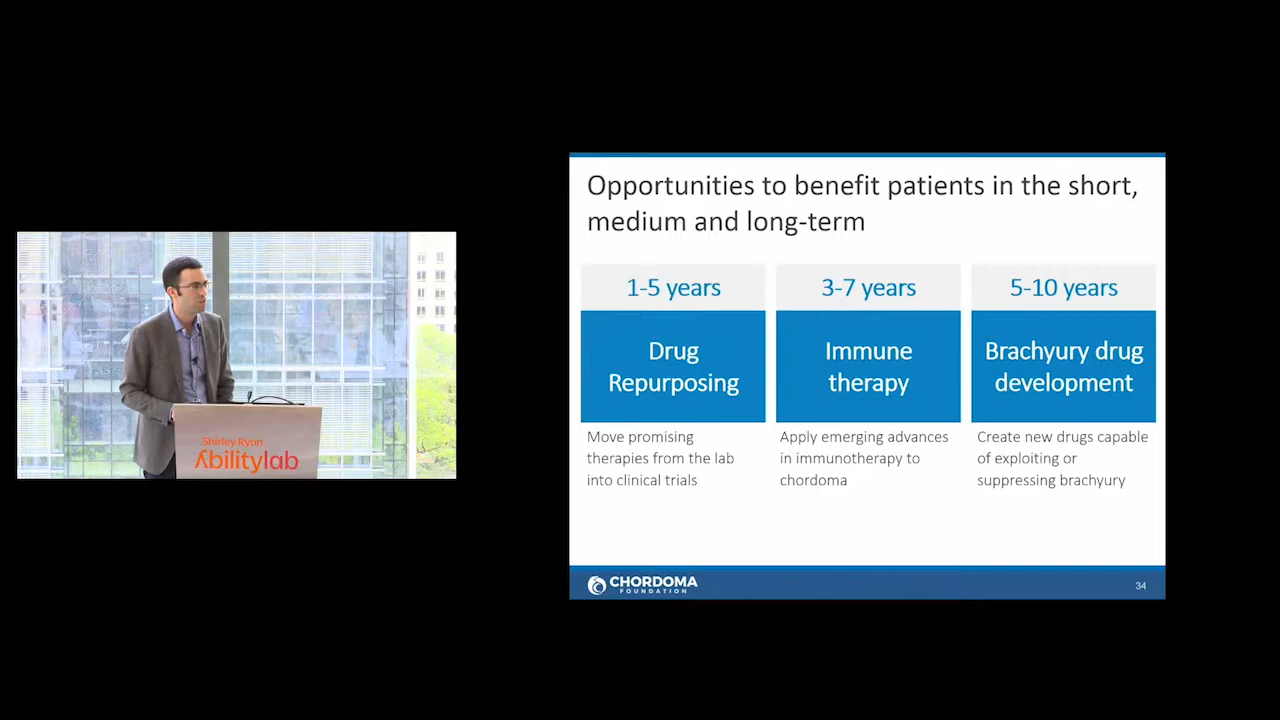 Shirley Ryan
Abilitylab
Opportunities to benefit patients in the short,
medium and long-term
1-5 years
Drug
Repurposing
Move promising
therapies from the lab
into clinical trials
3-7 years
Immune
therapy
Apply emerging advances
in immunotherapy to
chordoma
5-10 years
Brachyury drug
development
Create new drugs capable
of exploiting or
suppressing brachyury
CHORDOMA
FOUNDATION
34